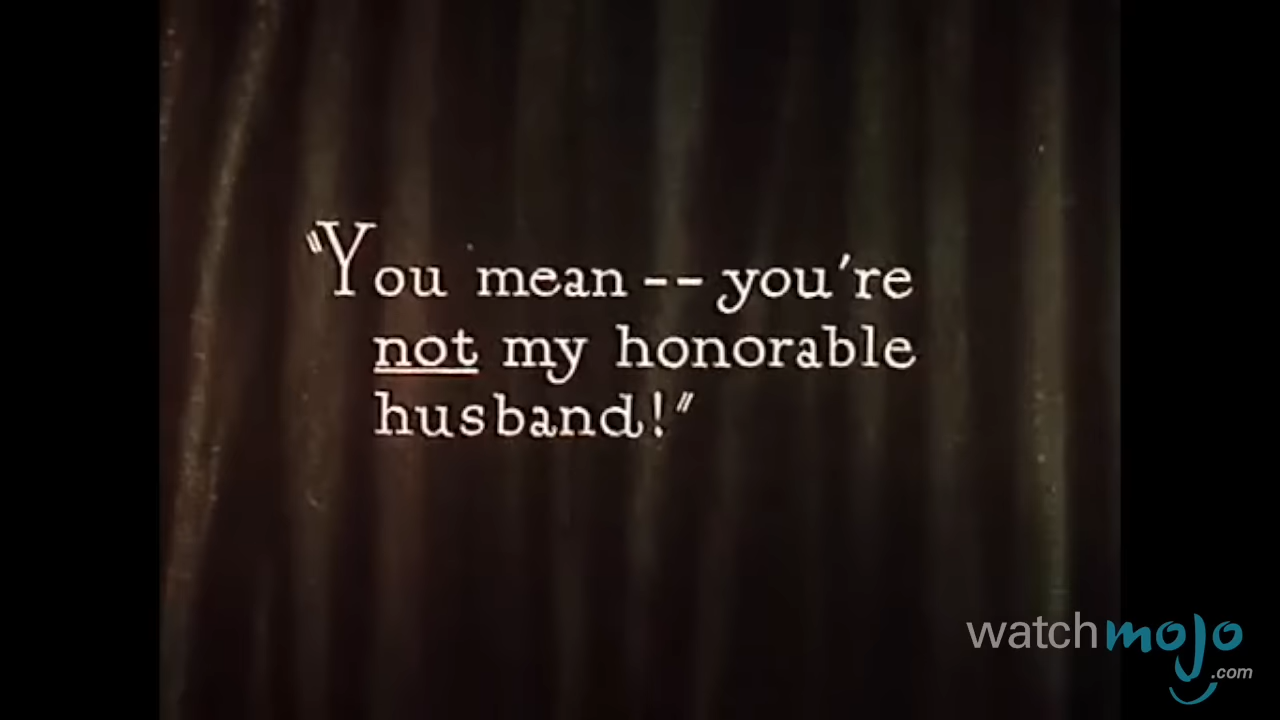 "You mean -- you're
not my honorable
husband!"
watchmojo
.com